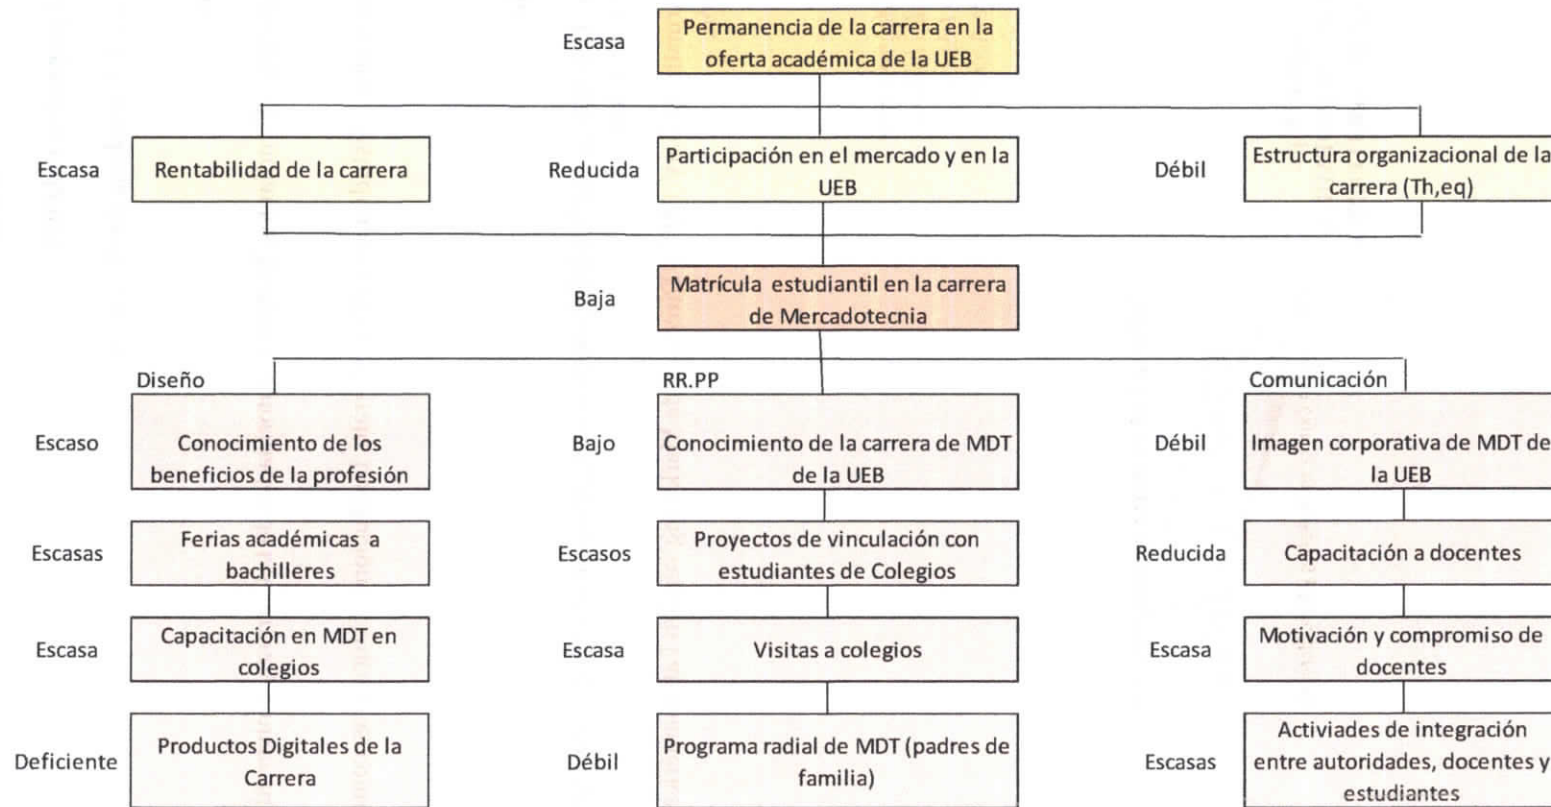 Escasa
Permanencia de la carrera en la
oferta académica de la UEB
Escasa
Rentabilidad de la carrera
Reducida
Participación en el mercado y en la
UEB
Débil
Estructura organizacional de la
carrera (Th,eq)
Baja
Matrícula estudiantil en la carrera
de Mercadotecnia
Diseño
Escaso
Conocimiento de los
beneficios de la profesión
RR.PP
Bajo
Conocimiento de la carrera de MDT
de la UEB
Comunicación
Débil
Imagen corporativa de MDT de
la UEB
Escasas
Ferias académicas a
bachilleres
Escasos
Proyectos de vinculación con
estudiantes de Colegios
Reducida
Capacitación a docentes
Escasa
Capacitación en MDT en
colegios
Escasa
Visitas a colegios
Escasa
Motivación y compromiso de
docentes
Deficiente
Productos Digitales de la
Carrera
Débil
Programa radial de MDT (padres de
familia)
Escasas
Activiades de integración
entre autoridades, docentes y
estudiantes